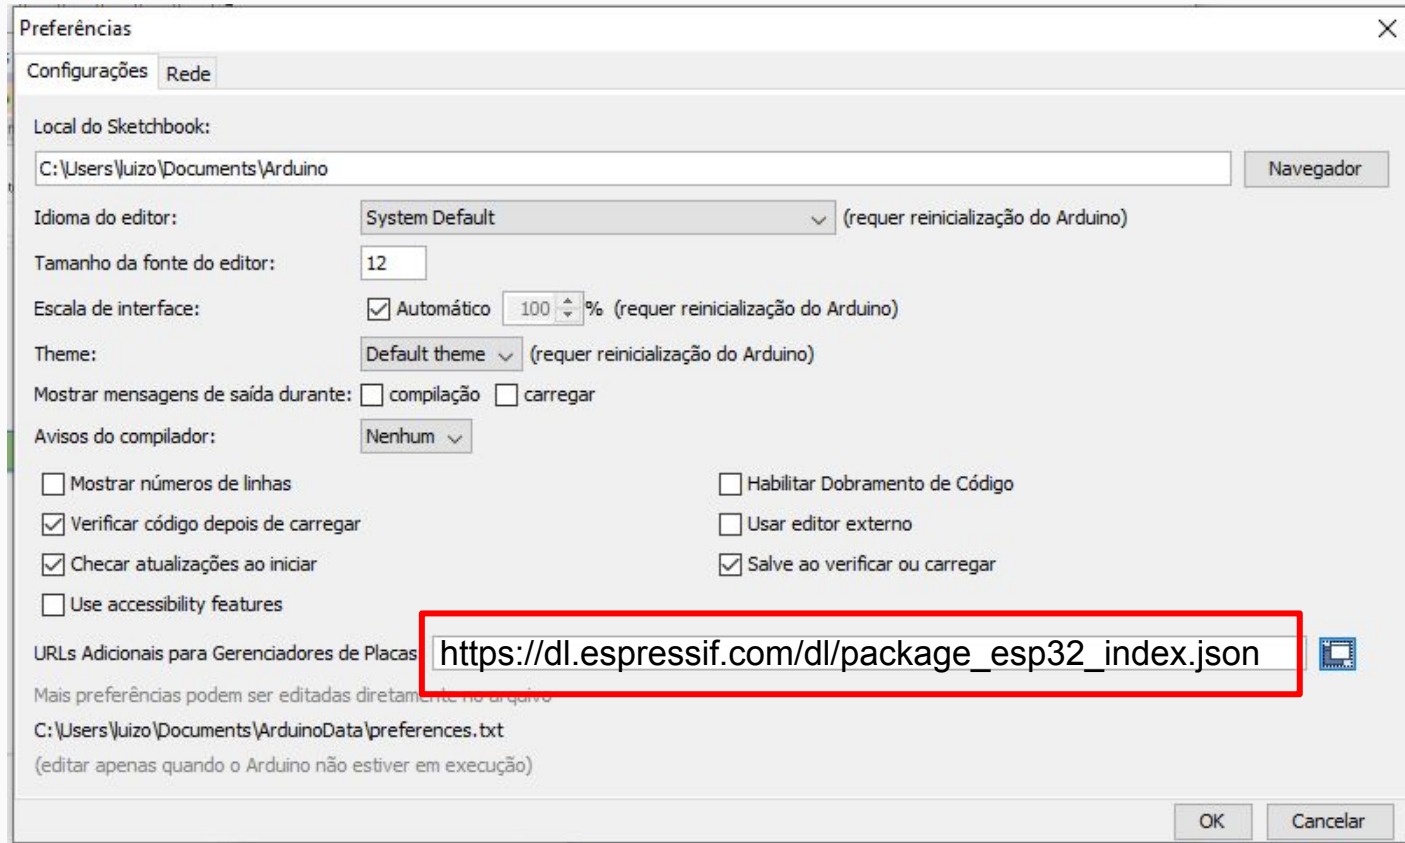 Preferências
Configurações Rede
Local do Sketchbook:
C:\Users\luizo\Documents\Arduino Navegador
Idioma do editor: System Default (requer reinicialização do Arduino)
Tamanho da fonte do editor: 12
Escala de interface: Automático 100 % (requer reinicialização do Arduino)
Theme: Default theme (requer reinicialização do Arduino)
Mostrar mensagens de saída durante: compilação carregar
Avisos do compilador: Nenhum
Mostrar números de linhas Habilitar Dobramento de Código
Verificar código depois de carregar Usar editor externo
Checar atualizações ao iniciar Salve ao verificar ou carregar
Use accessibility features
URLs Adicionais para Gerenciadores de Placas https://dl.espressif.com/dl/package_esp32_index.json
Mais preferências podem ser editadas diretamente no arquivo
C:\Users\luizo\Documents\ArduinoData\preferences.txt
(editar apenas quando o Arduino não estiver em execução)
OK Cancelar